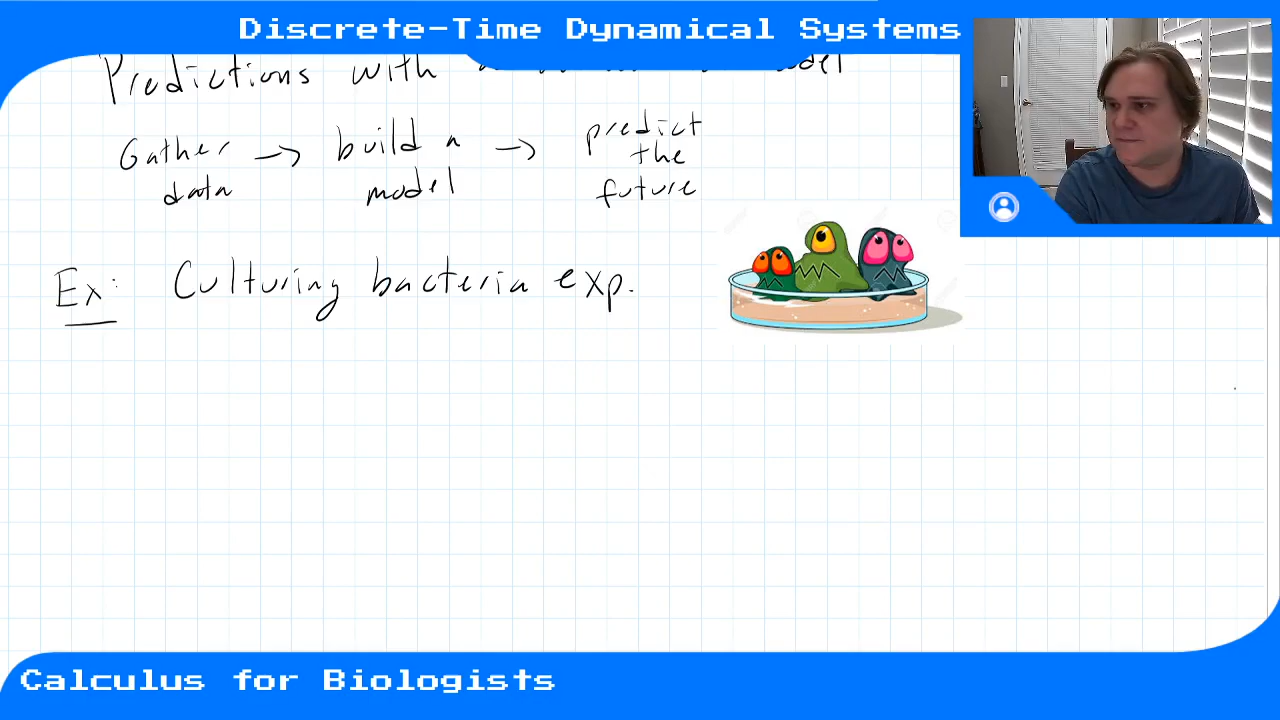 Discrete-Time Dynamical Systems
Predictions with a model
Gather data → build a model → predict the future
Ex: Culturing bacteria exp.
Calculus for Biologists